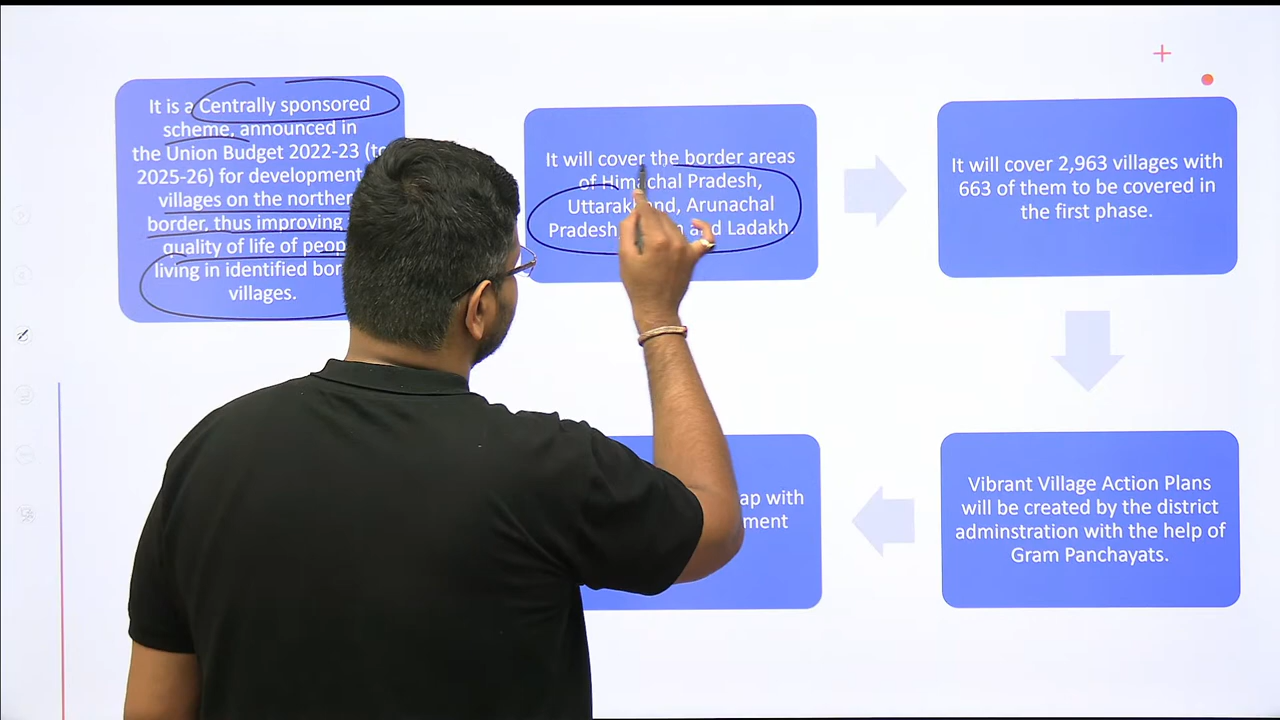 It is a Centrally sponsored
scheme, announced in
the Union Budget 2022-23 (to
2025-26) for development
villages on the norther
border, thus improving
quality of life of peop
living in identified bor
villages.
It will cover the border areas
of Himachal Pradesh,
Uttarakhand, Arunachal
Pradesh, and Ladakh.
It will cover 2,963 villages with
663 of them to be covered in
the first phase.
Vibrant Village Action Plans
will be created by the district
adminstration with the help of
Gram Panchayats.
ap with
ment